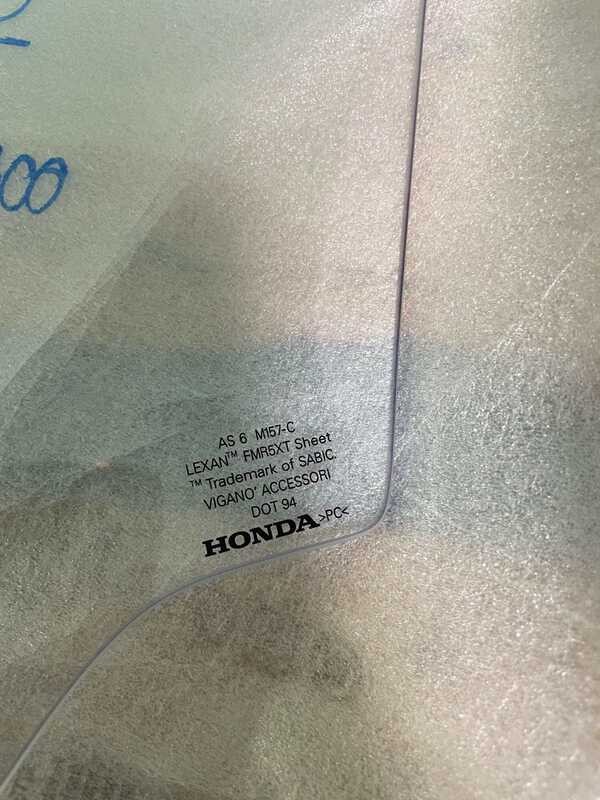 AS 6 M157-C
LEXAN™ FMR5XT Sheet
™ Trademark of SABIC.
VIGANO' ACCESSORI
DOT 94
HONDA >PC<